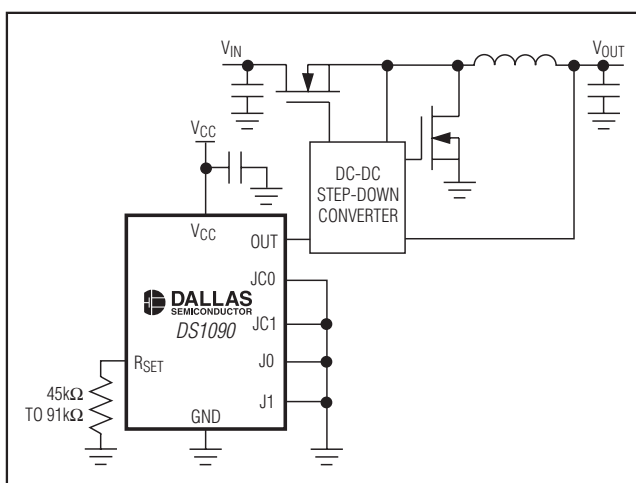 VIN
VOUT
VCC
DC-DC
STEP-DOWN
CONVERTER
VCC
OUT
JC0
DALLAS
SEMICONDUCTOR
DS1090
JC1
RSET
J0
45kΩ
TO 91kΩ
J1
GND